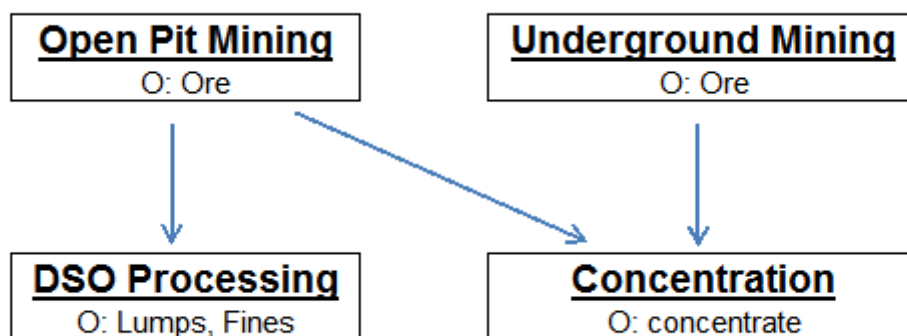 Open Pit Mining
O: Ore
Underground Mining
O: Ore
DSO Processing
O: Lumps, Fines
Concentration
O: concentrate